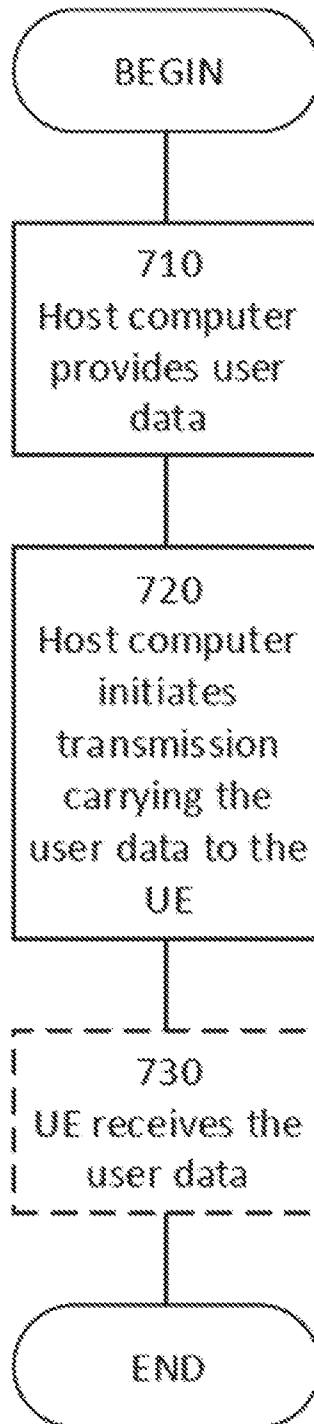 BEGIN
710
Host computer
provides user
data
720
Host computer
initiates
transmission
carrying the
user data to the
UE
730
UE receives the
user data
END